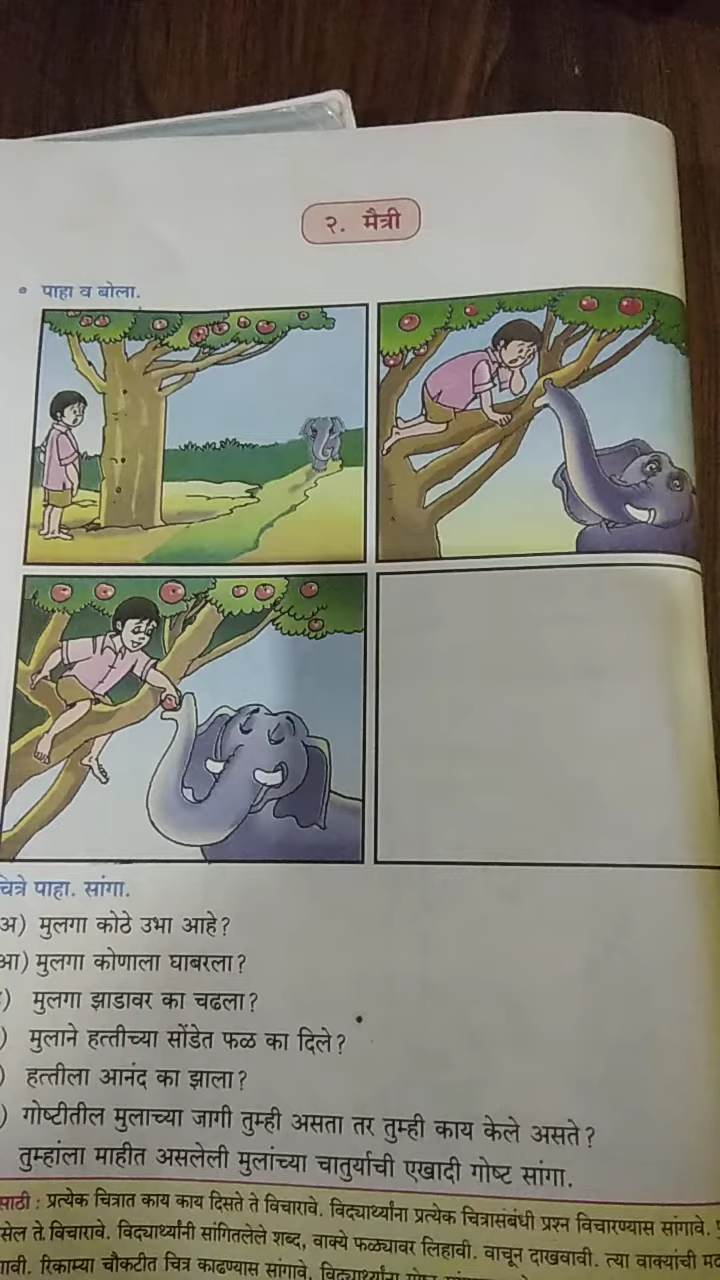 २. मैत्री
• पाहा व बोला.
चित्रे पाहा. सांगा.
अ) मुलगा कोठे उभा आहे?
आ) मुलगा कोणाला घाबरला?
) मुलगा झाडावर का चढला?
) मुलाने हत्तीच्या सोंडेत फळ का दिले?
) हत्तीला आनंद का झाला?
) गोष्टीतील मुलाच्या जागी तुम्ही असता तर तुम्ही काय केले असते?
तुम्हांला माहीत असलेली मुलांच्या चातुर्याची एखादी गोष्ट सांगा.
साठी : प्रत्येक चित्रात काय काय दिसते ते विचारावे. विद्यार्थ्यांना प्रत्येक चित्रासंबंधी प्रश्न विचारण्यास सांगावे.
सेल ते विचारावे. विद्यार्थ्यांनी सांगितलेले शब्द, वाक्ये फळ्यावर लिहावी. वाचून दाखवावी. त्या वाक्यांची
गावी. रिकाम्या चौकटीत चित्र काढण्यास सांगावे.